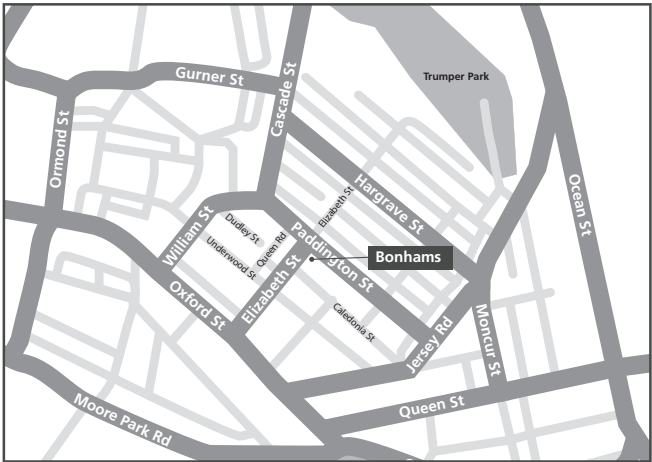 Trumper Park
Gurner St
Cascade St
Ormond St
Hargrave St
Ocean St
Elizabeth St
William St
Dudley St
Queen Rd
Underwood St
Paddington St
Bonhams
Elizabeth St
Oxford St
Caledonia St
Jersey Rd
Moncur St
Queen St
Moore Park Rd